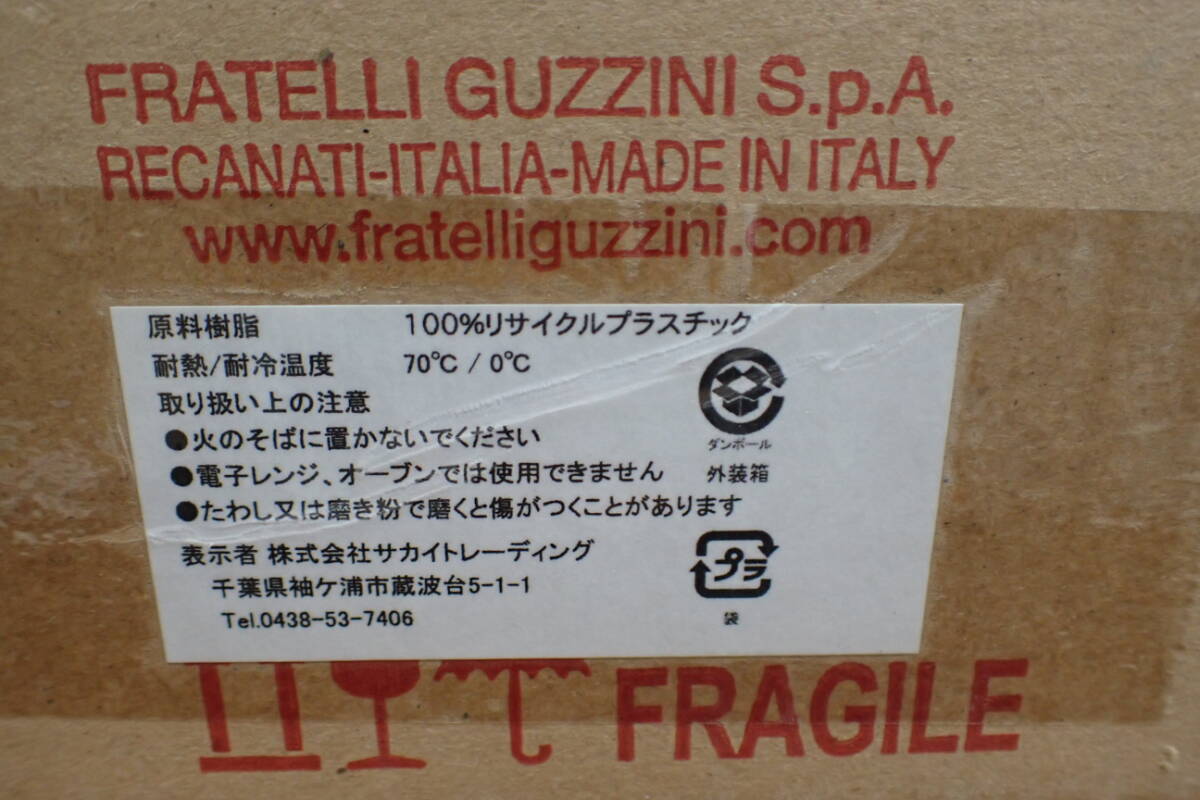 FRATELLI GUZZINI S.p.A.
RECANATI-ITALIA-MADE IN ITALY
www.fratelliguzzini.com
原料樹脂 100%リサイクルプラスチック
耐熱/耐冷温度 70℃ / 0℃
取り扱い上の注意
●火のそばに置かないでください
●電子レンジ、オーブンでは使用できません
●たわし又は磨き粉で磨くと傷がつくことがあります
表示者 株式会社サカイトレーディング
千葉県袖ケ浦市蔵波台5-1-1
Tel.0438-53-7406
ダンボール
外装箱
プラ
袋
FRAGILE